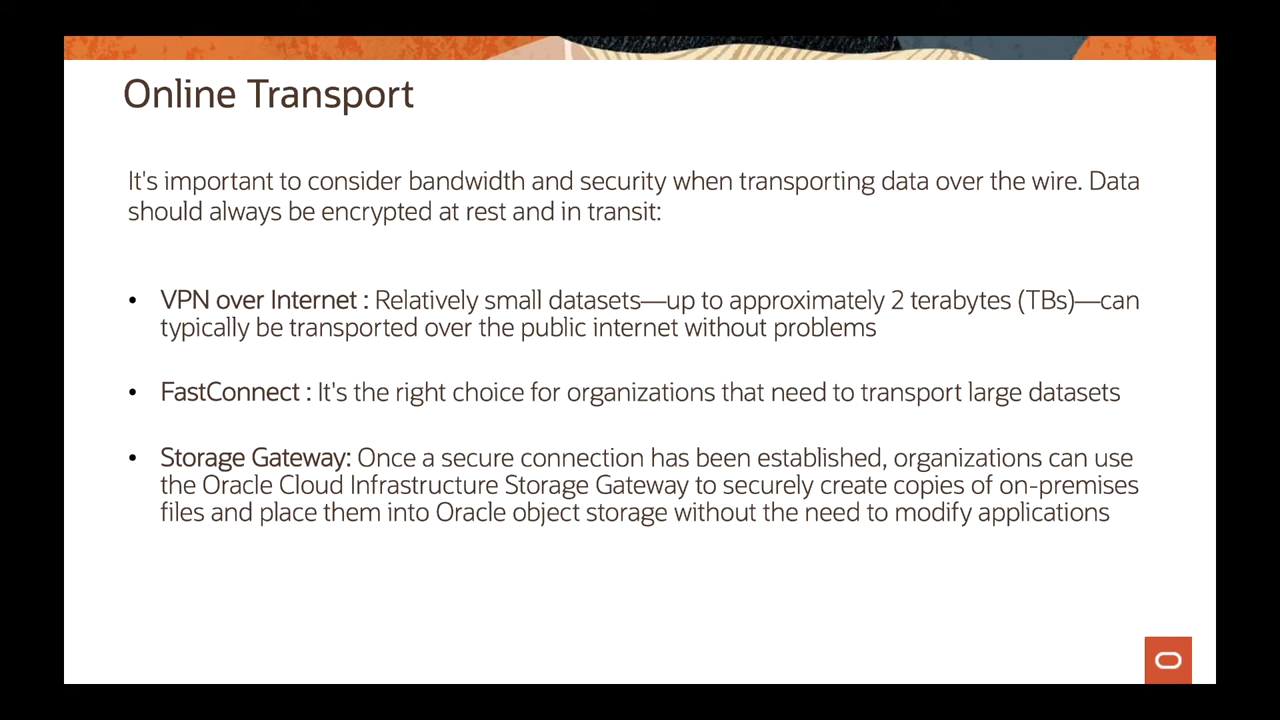 Online Transport
It's important to consider bandwidth and security when transporting data over the wire. Data
should always be encrypted at rest and in transit:
• VPN over Internet : Relatively small datasets—up to approximately 2 terabytes (TBs)—can
typically be transported over the public internet without problems
• FastConnect : It's the right choice for organizations that need to transport large datasets
• Storage Gateway: Once a secure connection has been established, organizations can use
the Oracle Cloud Infrastructure Storage Gateway to securely create copies of on-premises
files and place them into Oracle object storage without the need to modify applications